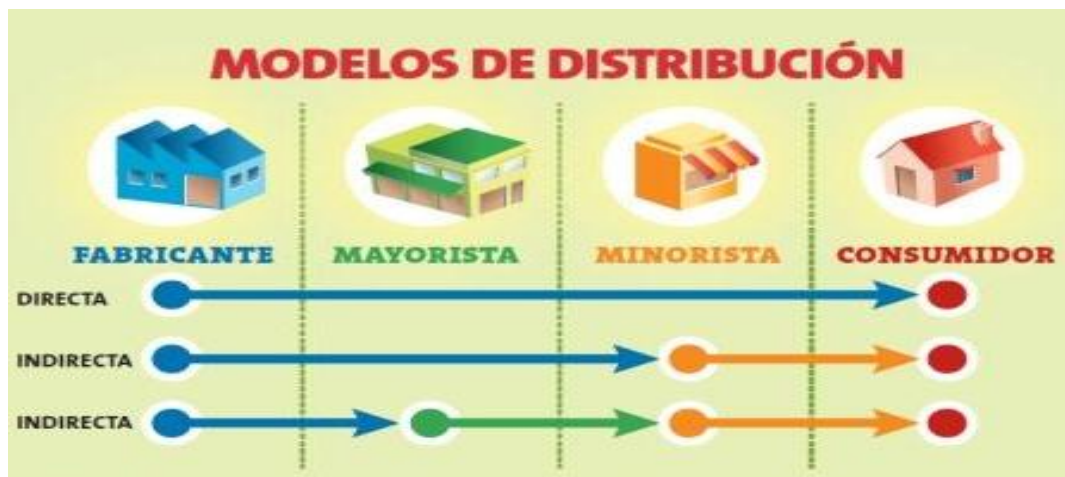 MODELOS DE DISTRIBUCIÓN
FABRICANTE MAYORISTA MINORISTA CONSUMIDOR
DIRECTA
INDIRECTA
INDIRECTA